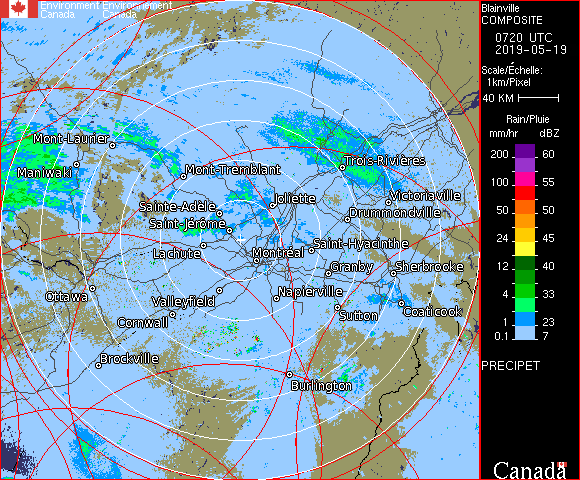 Environment Environnement
Canada Canada
Blainville
COMPOSITE
0720 UTC
2019-05-19
Scale/Échelle:
1km/Pixel
40 KM
Rain/Pluie
mm/hr dBZ
200 60
100 55
50 50
24 45
12 40
4 33
1 23
0.1 7
PRECIPET
Mont-Laurier
Maniwaki
Mont-Tremblant
Trois-Rivières
Sainte-Adèle
Joliette
Victoriaville
Saint-Jérôme
Drummondville
Lachute
Montréal
Saint-Hyacinthe
Granby
Sherbrooke
Ottawa
Valleyfield
Napierville
Cornwall
Sutton
Coaticook
Brockville
Burlington
Canada